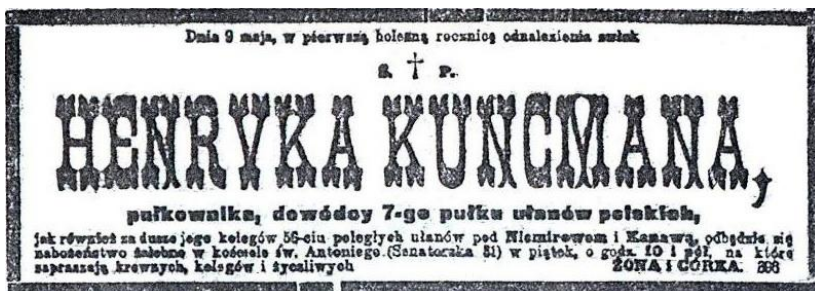 Dnia 9 maja, w pierwszą bolesną rocznicę odnalezienia zwłok
Ś. † P.
HENRYKA KUNCMANA,
pułkownika, dowódcy 7-go pułku ułanów polskich,
jak również za dusze jego kolegów 56-ciu poległych ułanów pod Niemirowem i Kanawą, odbędzie się
nabożeństwo żałobne w kościele św. Antoniego (Senatorska 31) w piątek, o godz. 10 i pół, na które
zapraszają krewnych, kolegów i życzliwych ŻONA i CÓRKA. 396